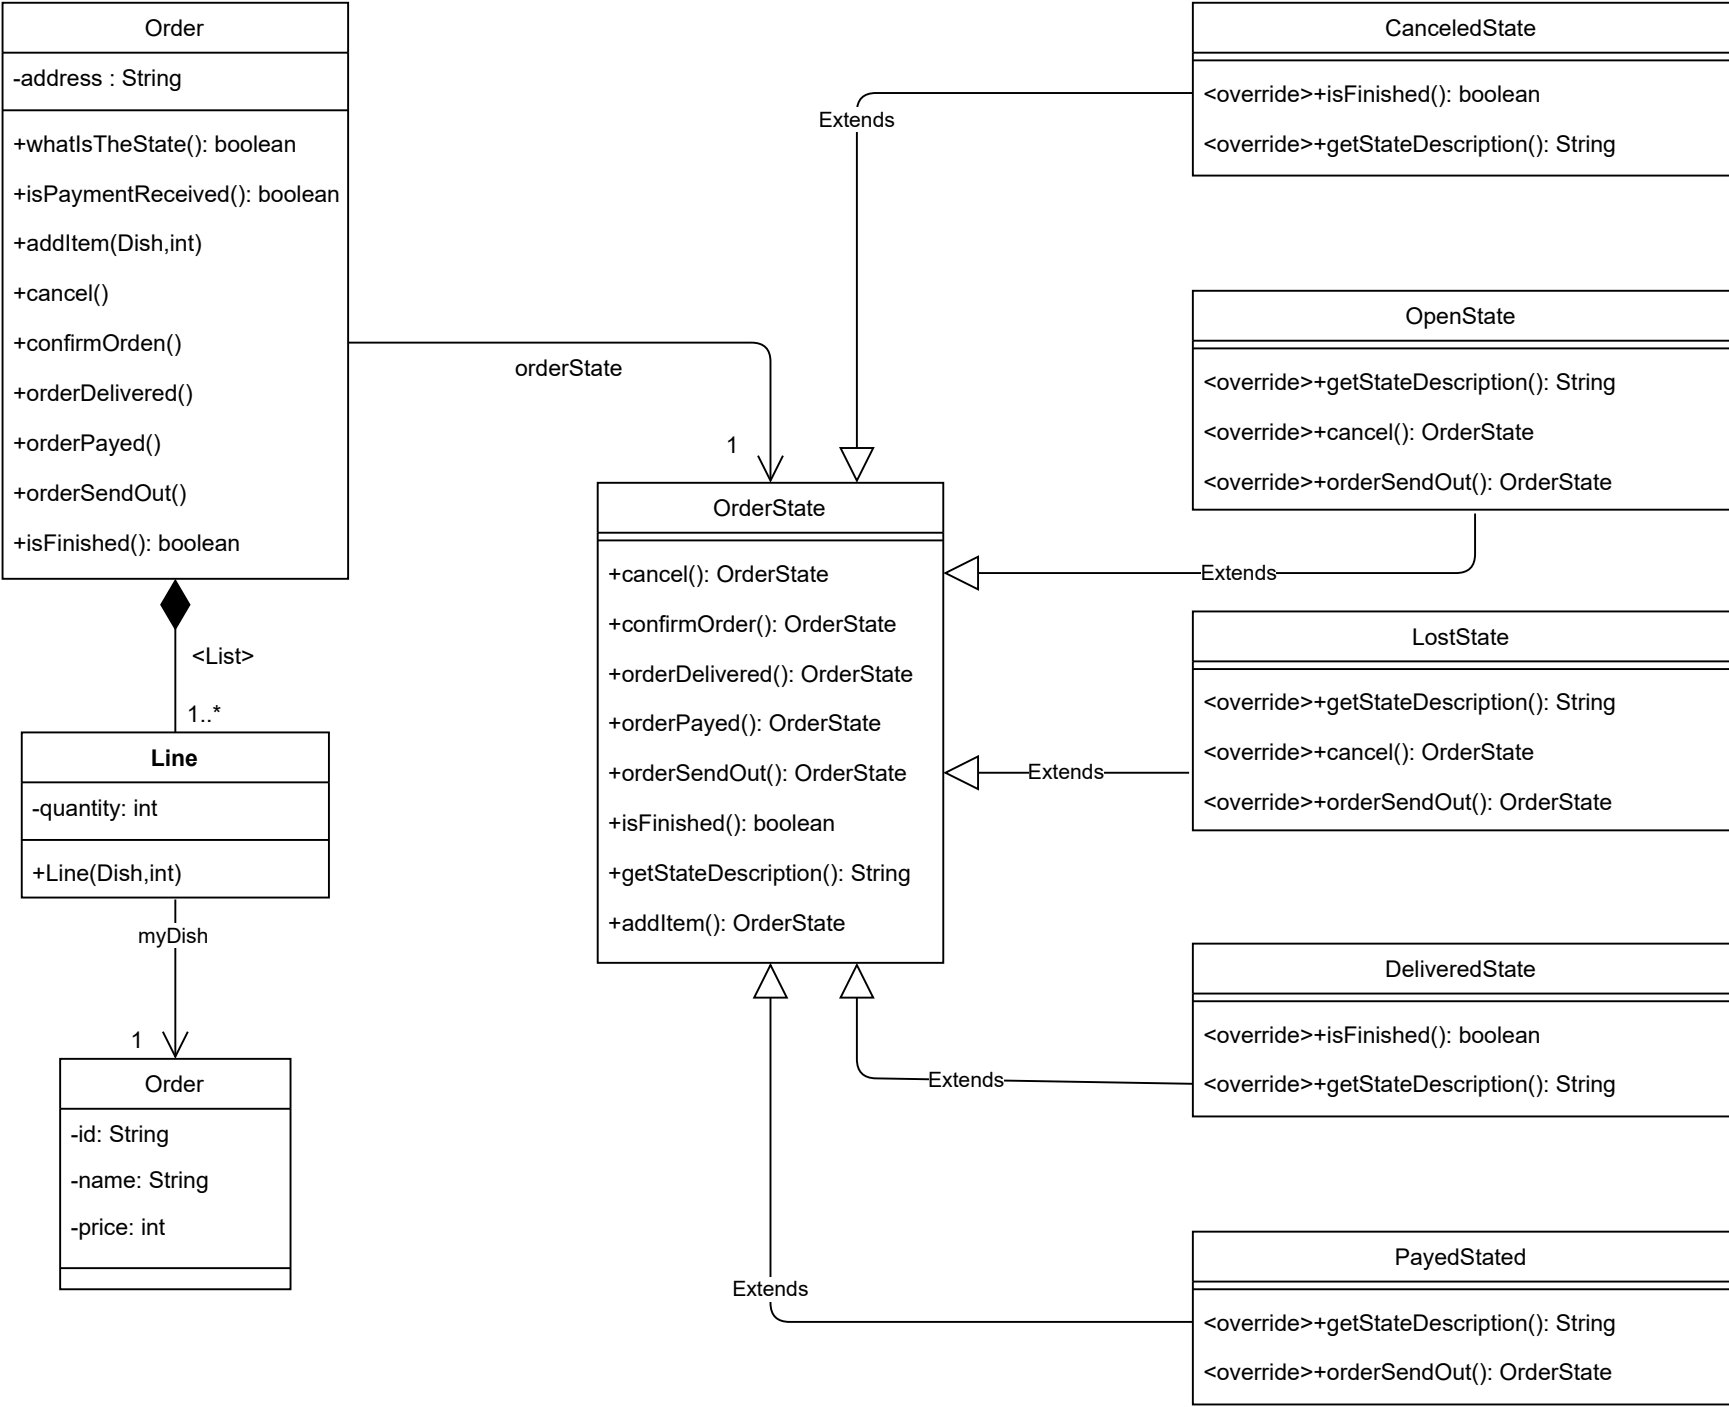 Order
-address : String
+whatIsTheState(): boolean
+isPaymentReceived(): boolean
+addItem(Dish,int)
+cancel()
+confirmOrden()
+orderDelivered()
+orderPayed()
+orderSendOut()
+isFinished(): boolean
<List>
1..*
Line
-quantity: int
+Line(Dish,int)
myDish
1
Order
-id: String
-name: String
-price: int
orderState
1
OrderState
+cancel(): OrderState
+confirmOrder(): OrderState
+orderDelivered(): OrderState
+orderPayed(): OrderState
+orderSendOut(): OrderState
+isFinished(): boolean
+getStateDescription(): String
+addItem(): OrderState
Extends
CanceledState
<override>+isFinished(): boolean
<override>+getStateDescription(): String
OpenState
<override>+getStateDescription(): String
<override>+cancel(): OrderState
<override>+orderSendOut(): OrderState
Extends
LostState
<override>+getStateDescription(): String
<override>+cancel(): OrderState
<override>+orderSendOut(): OrderState
Extends
DeliveredState
<override>+isFinished(): boolean
<override>+getStateDescription(): String
Extends
PayedStated
<override>+getStateDescription(): String
<override>+orderSendOut(): OrderState
Extends